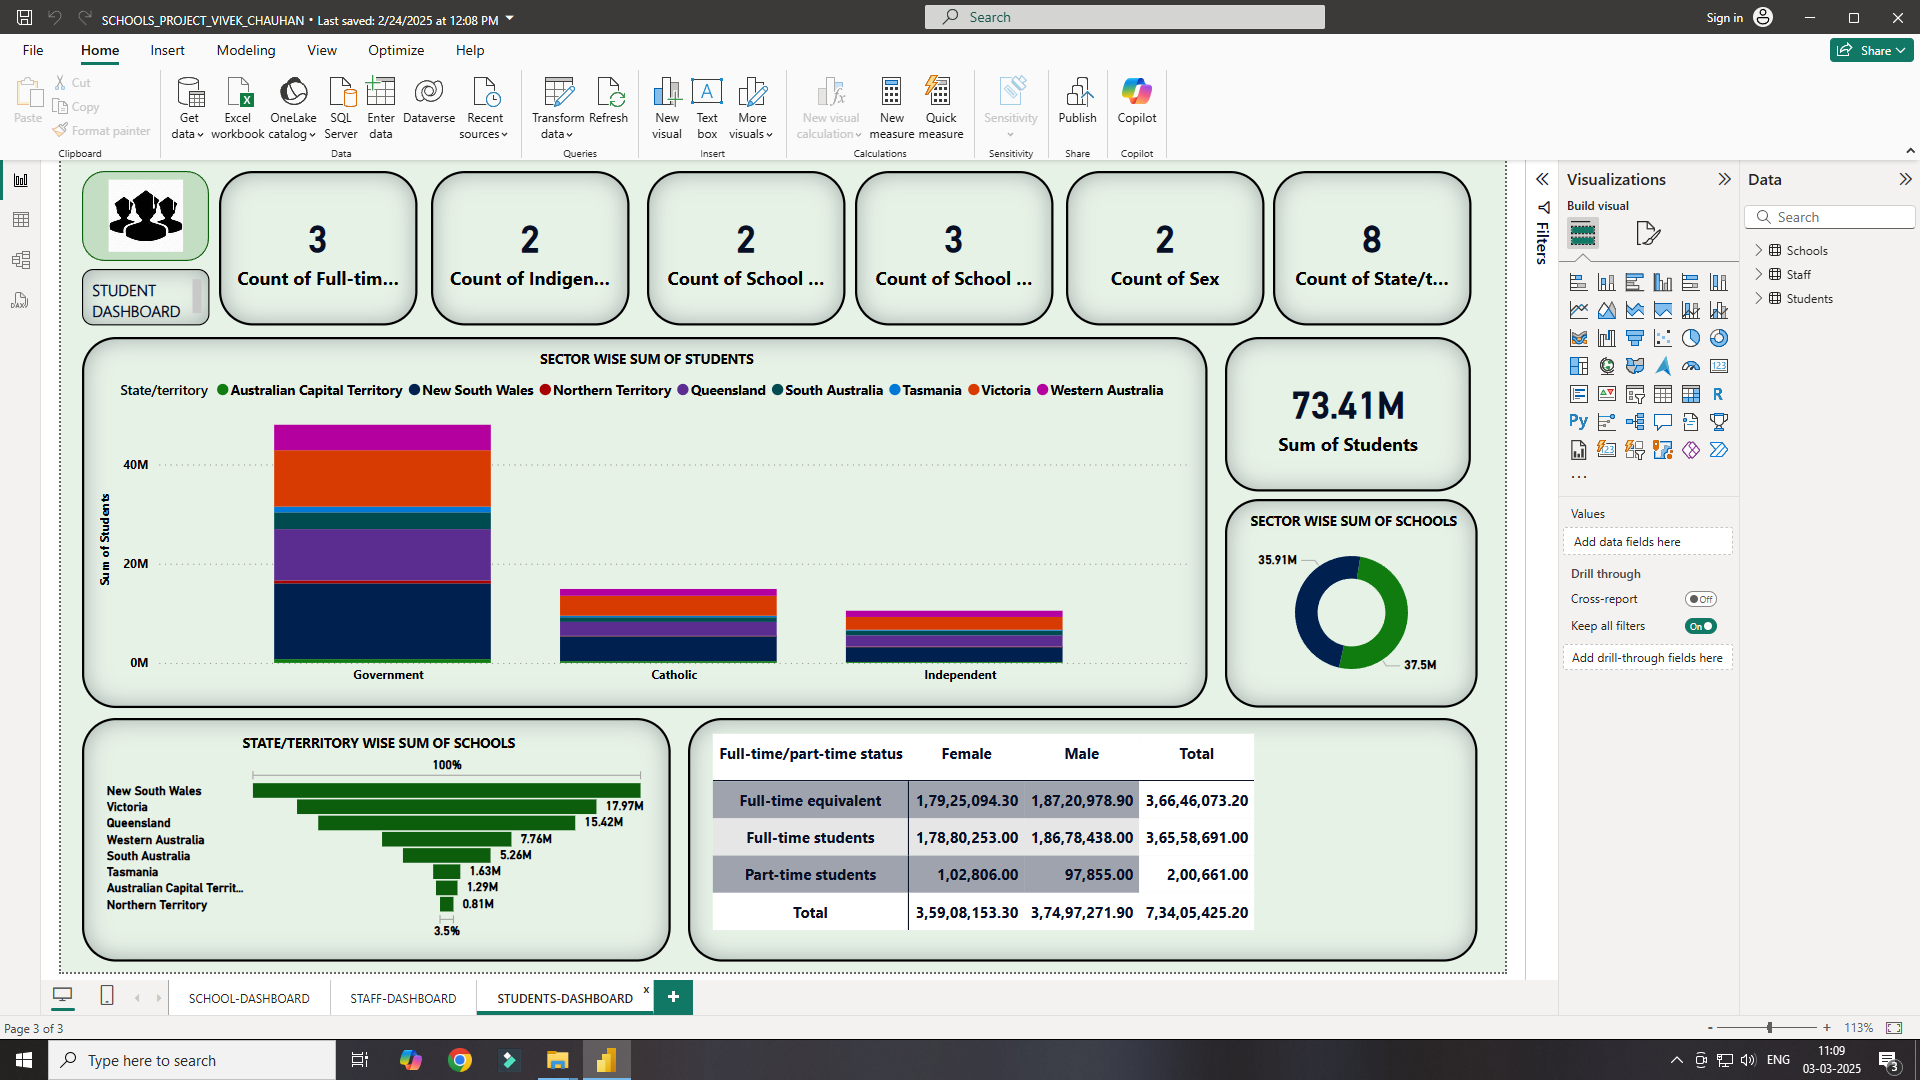 SCHOOLS_PROJECT_VIVEK_CHAUHAN • Last saved: 2/24/2025 at 12:08 PM
Search
Sign in
File Home Insert Modeling View Optimize Help
Share
Paste
Cut
Copy
Format painter
Clipboard
Get data
Excel workbook
OneLake catalog
SQL Server
Enter data
Dataverse
Recent sources
Data
Transform data
Refresh
Queries
New visual
Text box
More visuals
Insert
New visual calculation
New measure
Quick measure
Calculations
Sensitivity
Sensitivity
Publish
Share
Copilot
Copilot
STUDENT
DASHBOARD
3
Count of Full-tim...
2
Count of Indigen...
2
Count of School ...
3
Count of School ...
2
Count of Sex
8
Count of State/t...
SECTOR WISE SUM OF STUDENTS
State/territory Australian Capital Territory New South Wales Northern Territory Queensland South Australia Tasmania Victoria Western Australia
Sum of Students
40M
20M
0M
Government Catholic Independent
73.41M
Sum of Students
SECTOR WISE SUM OF SCHOOLS
35.91M
37.5M
STATE/TERRITORY WISE SUM OF SCHOOLS
100%
New South Wales
Victoria 17.97M
Queensland 15.42M
Western Australia 7.76M
South Australia 5.26M
Tasmania 1.63M
Australian Capital Territ... 1.29M
Northern Territory 0.81M
3.5%
Full-time/part-time status Female Male Total
Full-time equivalent 1,79,25,094.30 1,87,20,978.90 3,66,46,073.20
Full-time students 1,78,80,253.00 1,86,78,438.00 3,65,58,691.00
Part-time students 1,02,806.00 97,855.00 2,00,661.00
Total 3,59,08,153.30 3,74,97,271.90 7,34,05,425.20
Filters
Visualizations
Build visual
Values
Add data fields here
Drill through
Cross-report Off
Keep all filters On
Add drill-through fields here
Data
Search
Schools
Staff
Students
SCHOOL-DASHBOARD STAFF-DASHBOARD STUDENTS-DASHBOARD x +
Page 3 of 3
- + 113%
Type here to search
ENG
11:09
03-03-2025
3